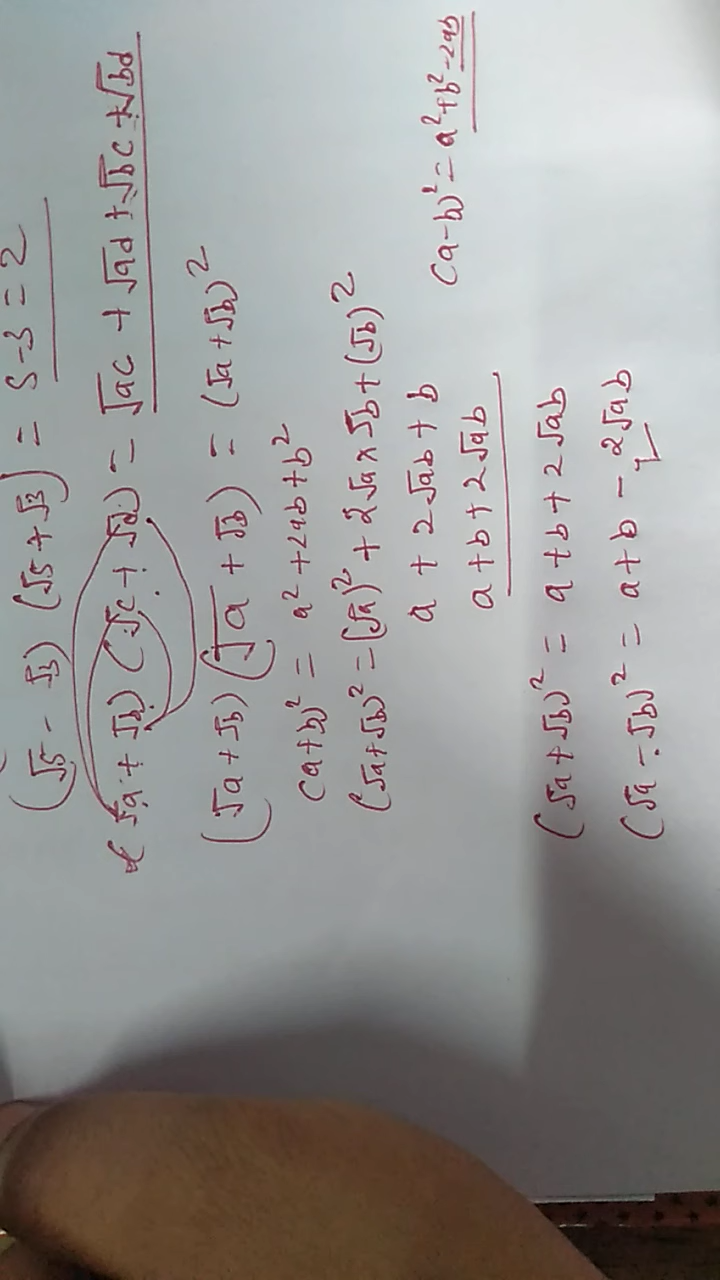 (√5 - √3) (√5 + √3) = 5-3 = 2
(√a + √b) (√c + √d) = √ac + √ad + √bc + √bd
(√a + √b) (√a + √b) = (√a + √b)²
(a+b)² = a² + 2ab + b²
(√a + √b)² = (√a)² + 2√a × √b + (√b)²
a + 2√ab + b
(a-b)² = a² + b² - 2ab
a + b + 2√ab
(√a + √b)² = a + b + 2√ab
(√a - √b)² = a + b - 2√ab